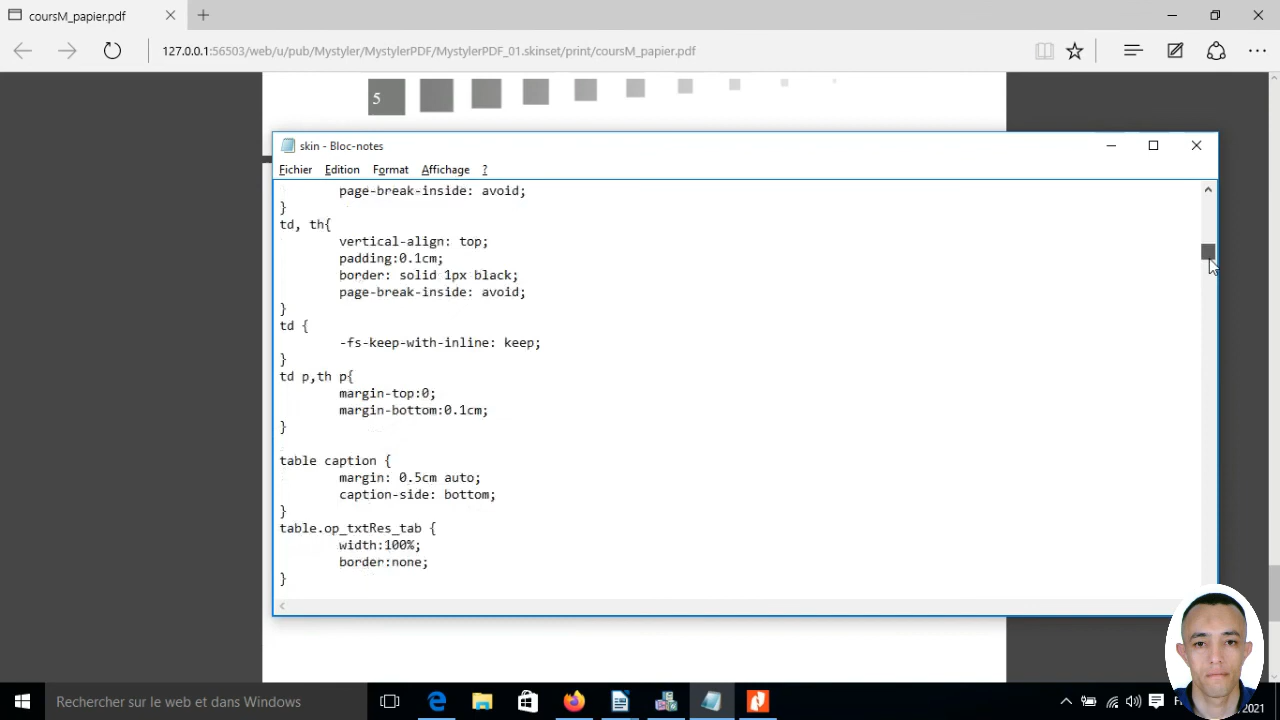 coursM_papier.pdf
127.0.0.1:56503/web/u/pub/Mystyler/MystylerPDF/MystylerPDF_01.skinset/print/coursM_papier.pdf
5
skin - Bloc-notes
Fichier Edition Format Affichage ?
page-break-inside: avoid;
}
td, th{
vertical-align: top;
padding:0.1cm;
border: solid 1px black;
page-break-inside: avoid;
}
td {
-fs-keep-with-inline: keep;
}
td p,th p{
margin-top:0;
margin-bottom:0.1cm;
}
table caption {
margin: 0.5cm auto;
caption-side: bottom;
}
table.op_txtRes_tab {
width:100%;
border:none;
}
Rechercher sur le web et dans Windows
2021